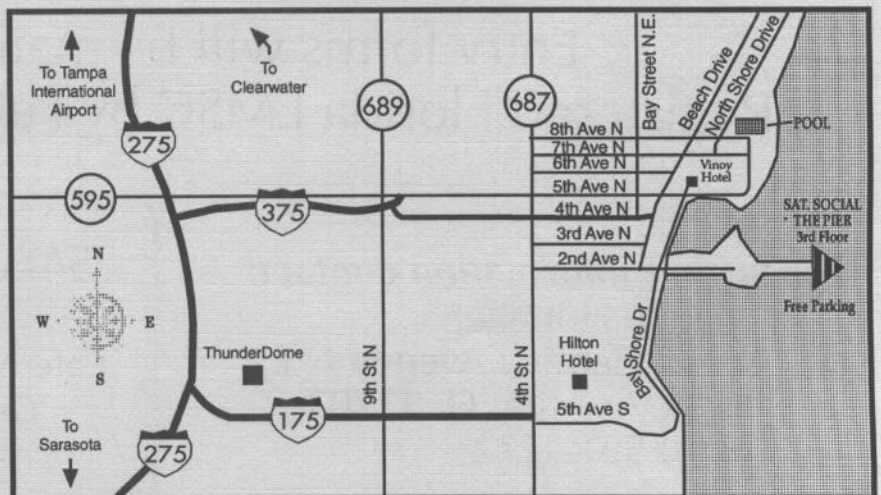 To Tampa
International
Airport
To
Clearwater
275
689
687
Bay Street N.E.
Beach Drive
North Shore Drive
POOL
8th Ave N
7th Ave N
6th Ave N
Vinoy
Hotel
5th Ave N
595
375
4th Ave N
SAT. SOCIAL
THE PIER
3rd Floor
3rd Ave N
2nd Ave N
Free Parking
N
W
E
S
ThunderDome
9th St N
4th St N
Hilton
Hotel
Bay Shore Dr
5th Ave S
175
To
Sarasota
275